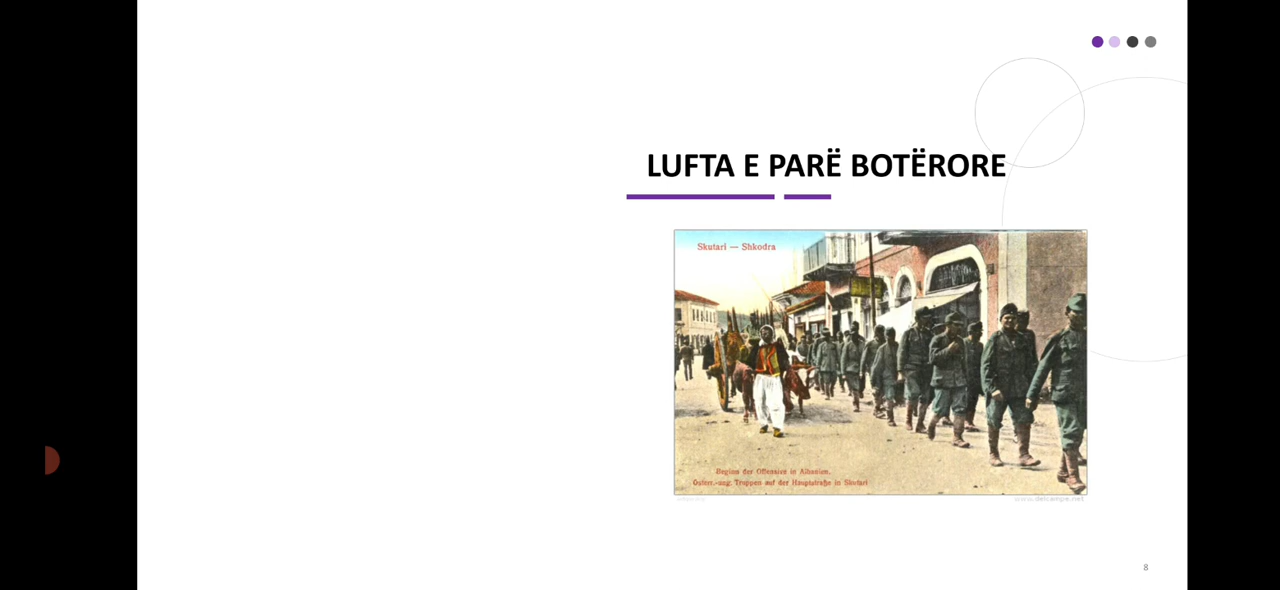 LUFTA E PARË BOTËRORE
Skutari — Shkodra
Beginn der Offensive in Albanien.
Österr.-ung. Truppen auf der Hauptstraße in Skutari
www.delcampe.net
8